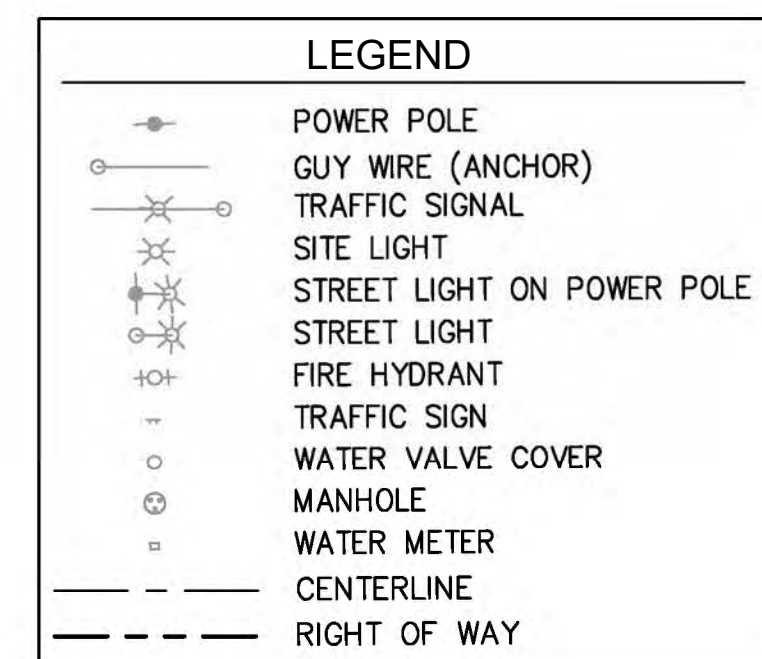 LEGEND
POWER POLE
GUY WIRE (ANCHOR)
TRAFFIC SIGNAL
SITE LIGHT
STREET LIGHT ON POWER POLE
STREET LIGHT
FIRE HYDRANT
TRAFFIC SIGN
WATER VALVE COVER
MANHOLE
WATER METER
CENTERLINE
RIGHT OF WAY